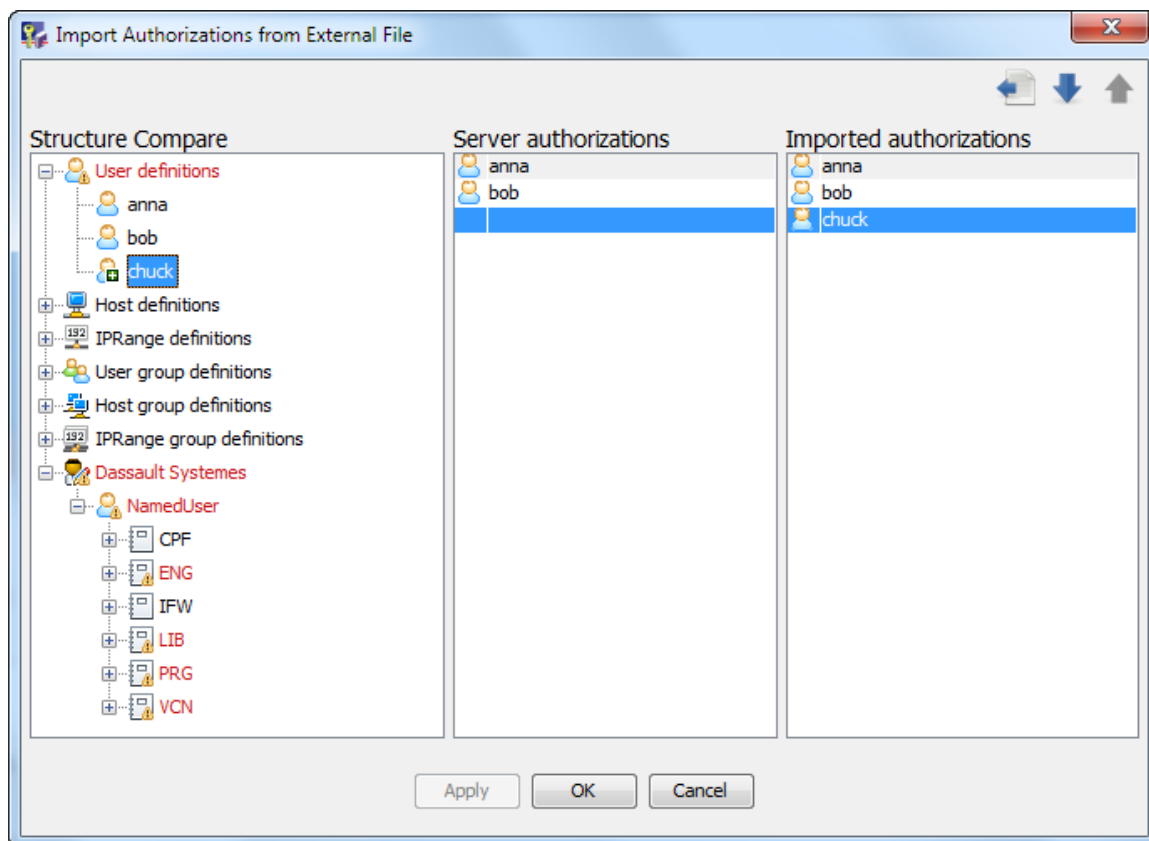 Import Authorizations from External File
Structure Compare
User definitions
anna
bob
chuck
Host definitions
192 IPRange definitions
User group definitions
Host group definitions
192 IPRange group definitions
Dassault Systemes
NamedUser
CPF
ENG
IFW
LIB
PRG
VCN
Server authorizations
anna
bob
Imported authorizations
anna
bob
chuck
Apply OK Cancel